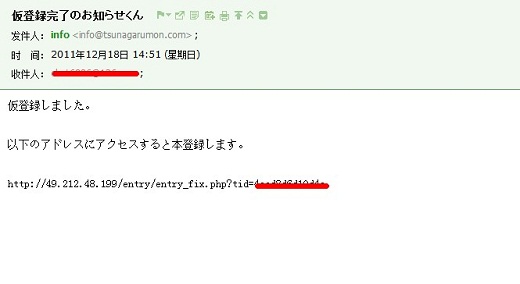 仮登録完了のお知らせくん
发件人： info <info@tsunagarumon.com> ;
时　间： 2011年12月18日 14:51 (星期日)
收件人： ;
仮登録しました。
以下のアドレスにアクセスすると本登録します。
http://49.212.48.199/entry/entry_fix.php?tid=